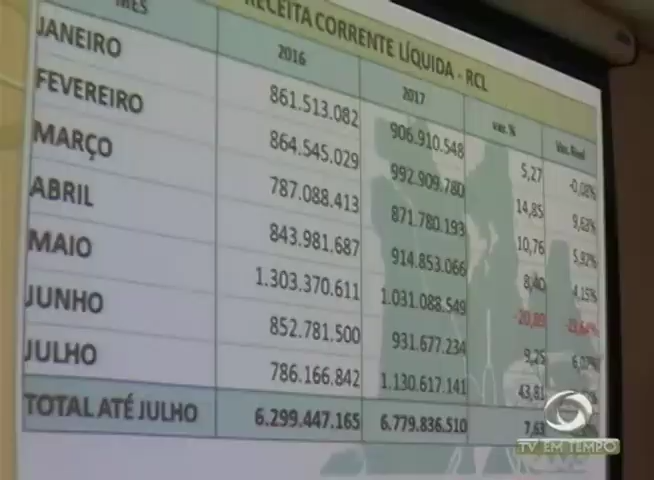 MÊS RECEITA CORRENTE LÍQUIDA - RCL
2016 2017 var. % Var. Real
JANEIRO 861.513.082 906.910.548 5,27 -0,08%
FEVEREIRO 864.545.029 992.909.780 14,85 9,63%
MARÇO 787.088.413 871.780.193 10,76 5,92%
ABRIL 843.981.687 914.853.066 8,40 4,15%
MAIO 1.303.370.611 1.031.088.549 -20,89
JUNHO 852.781.500 931.677.234 9,25
JULHO 786.166.842 1.130.617.141 43,81
TOTAL ATÉ JULHO 6.299.447.165 6.779.836.510 7,63
TV EM TEMPO